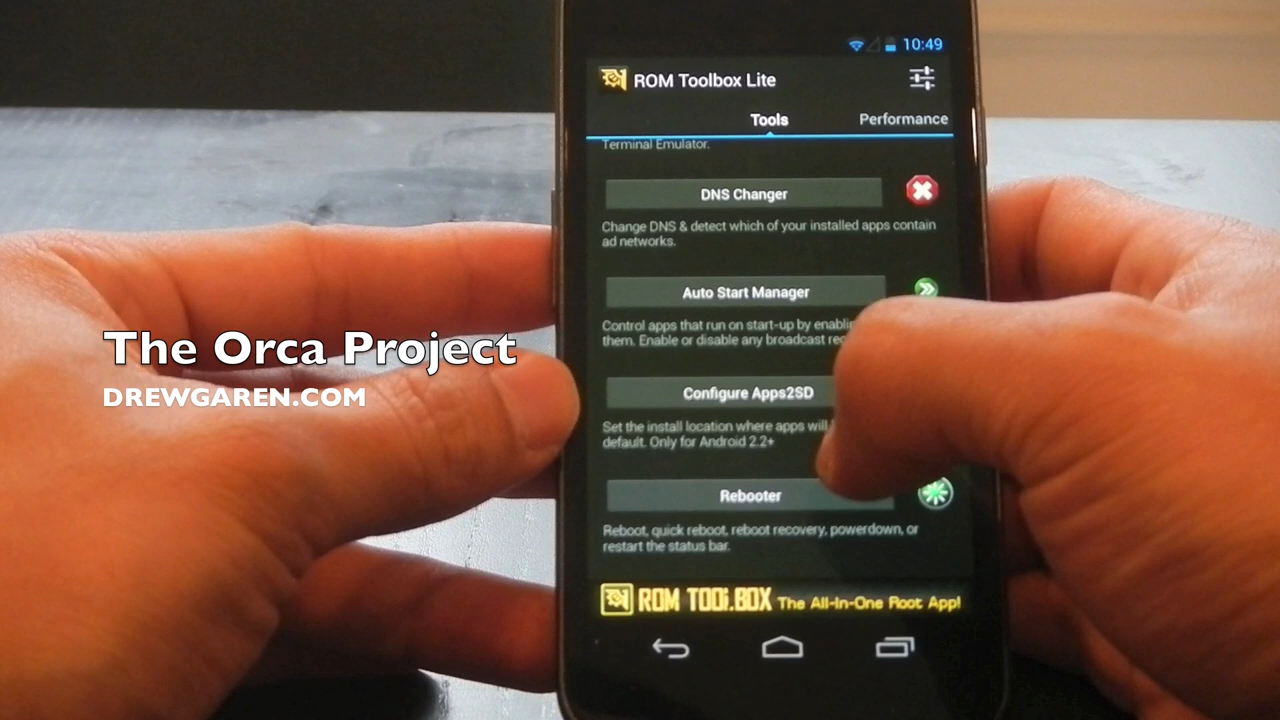 10:49
ROM Toolbox Lite
Tools
Performance
Terminal Emulator.
DNS Changer
Change DNS & detect which of your installed apps contain
ad networks.
Auto Start Manager
Control apps that run on start-up by
them. Enable or disable any broadcast
Configure Apps2SD
Set the install location where apps will
default. Only for Android 2.2+
Rebooter
Reboot, quick reboot, reboot recovery, powerdown, or
restart the status bar.
ROM TOOLBOX The All-In-One Root App!
The Orca Project
DREWGAREN.COM